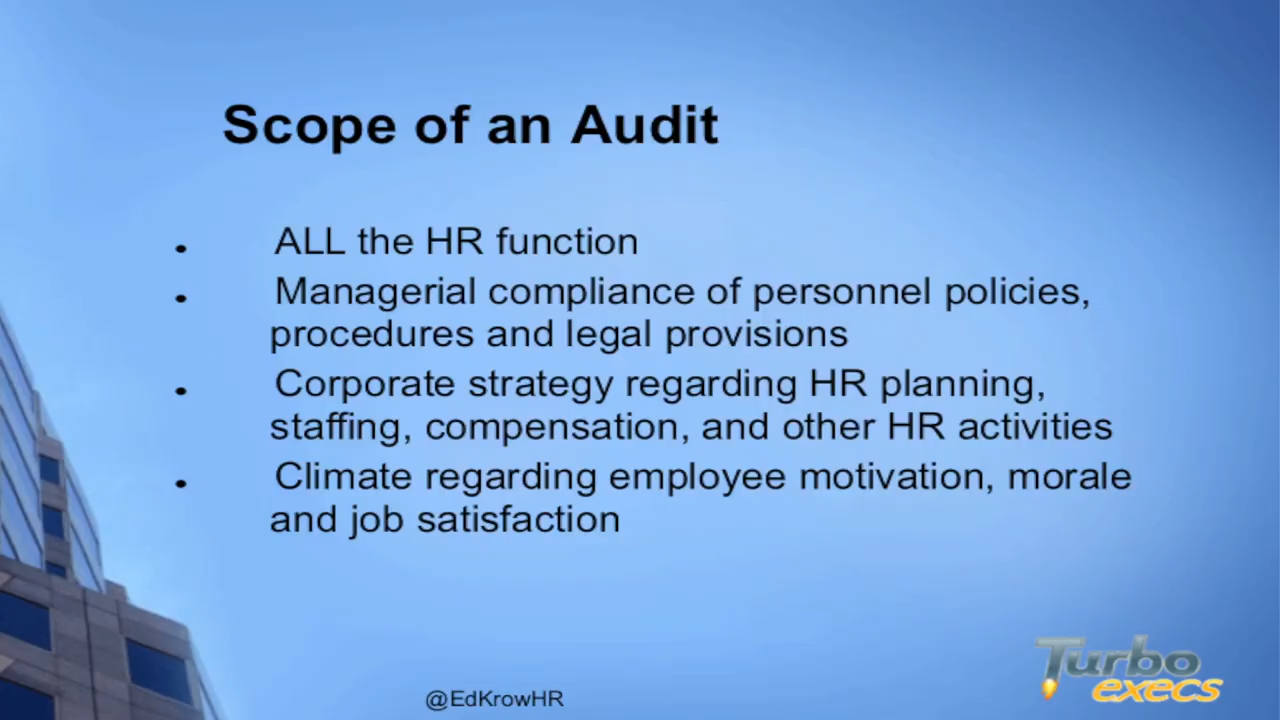 Scope of an Audit
• ALL the HR function
• Managerial compliance of personnel policies,
procedures and legal provisions
• Corporate strategy regarding HR planning,
staffing, compensation, and other HR activities
• Climate regarding employee motivation, morale
and job satisfaction
Turbo
execs
@EdKrowHR